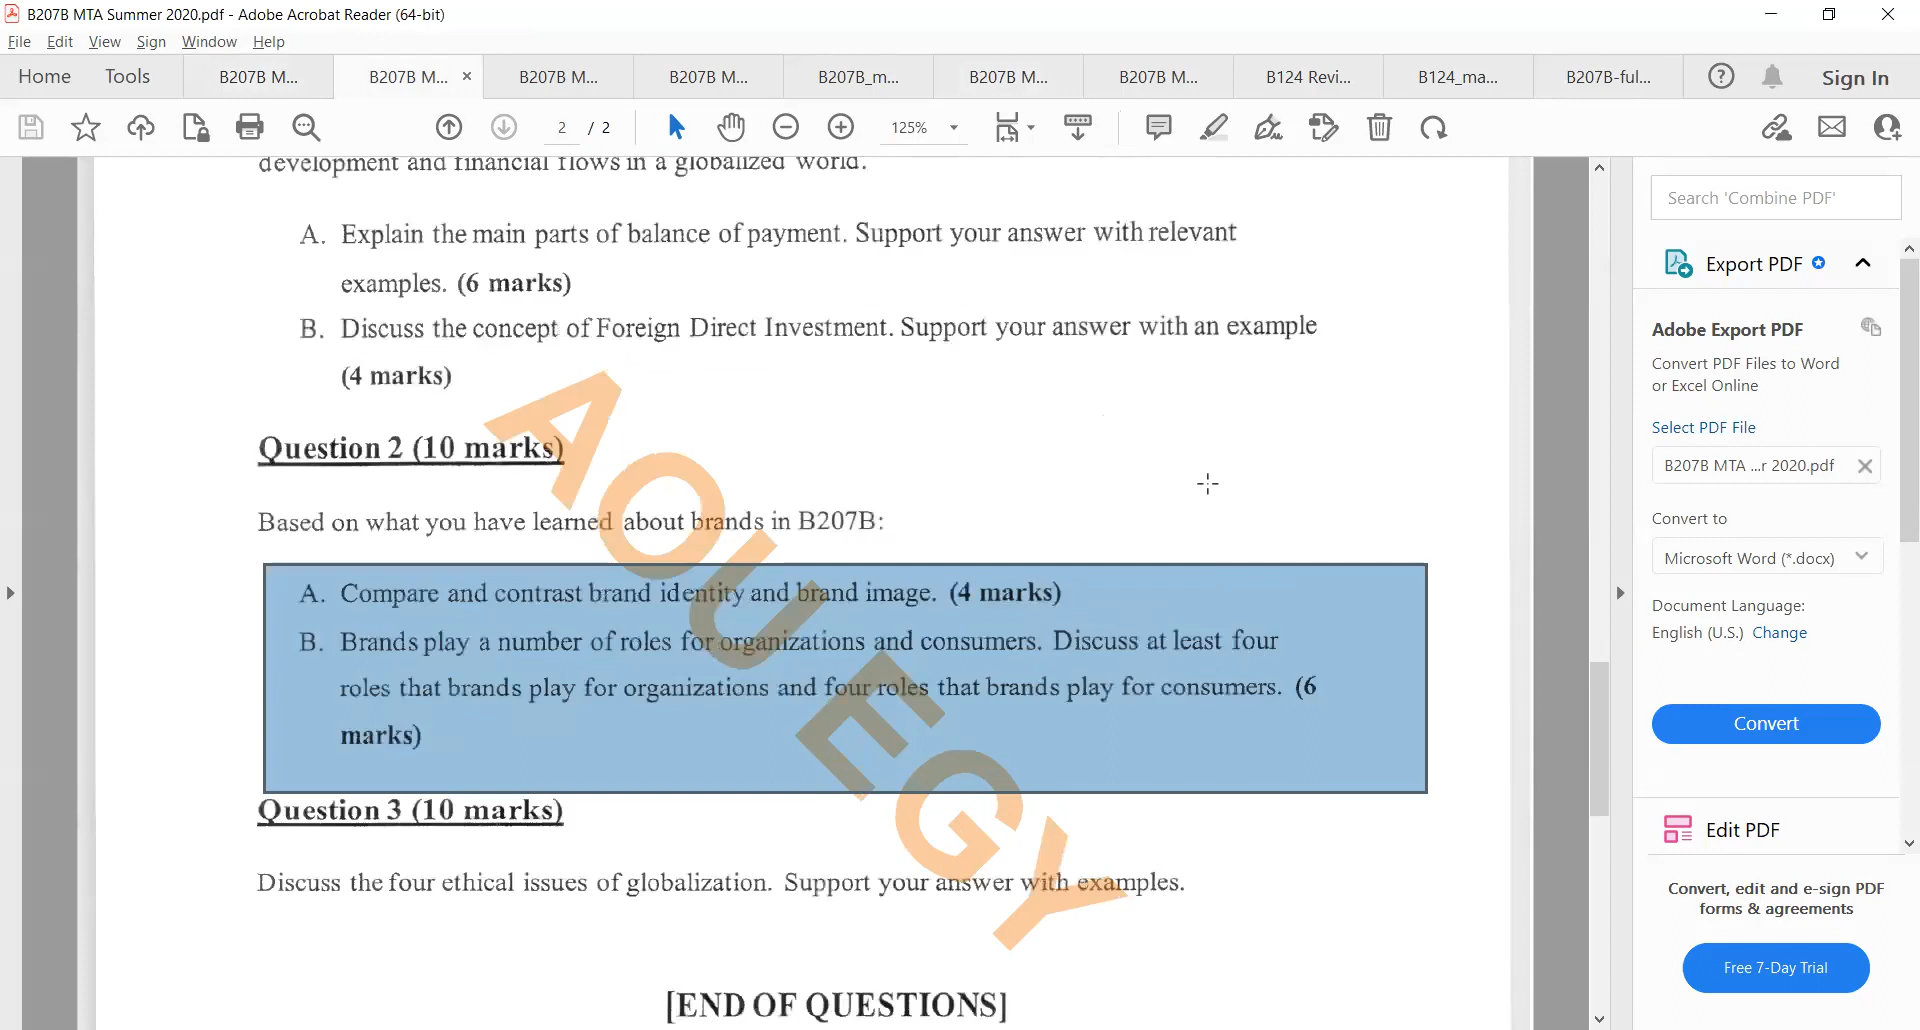 B207B MTA Summer 2020.pdf - Adobe Acrobat Reader (64-bit)
File Edit View Sign Window Help
Home Tools B207B M... B207B M... × B207B M... B207B M... B207B_m... B207B M... B207B M... B124 Revi... B124_ma... B207B-ful... Sign In
2 / 2 125%
development and financial flows in a globalized world.
A. Explain the main parts of balance of payment. Support your answer with relevant
examples. (6 marks)
B. Discuss the concept of Foreign Direct Investment. Support your answer with an example
(4 marks)
Question 2 (10 marks)
Based on what you have learned about brands in B207B:
A. Compare and contrast brand identity and brand image. (4 marks)
B. Brands play a number of roles for organizations and consumers. Discuss at least four
roles that brands play for organizations and four roles that brands play for consumers. (6
marks)
Question 3 (10 marks)
Discuss the four ethical issues of globalization. Support your answer with examples.
[END OF QUESTIONS]
AOU EGY
Search 'Combine PDF'
Export PDF
Adobe Export PDF
Convert PDF Files to Word
or Excel Online
Select PDF File
B207B MTA ...r 2020.pdf
Convert to
Microsoft Word (*.docx)
Document Language:
English (U.S.) Change
Convert
Edit PDF
Convert, edit and e-sign PDF
forms & agreements
Free 7-Day Trial